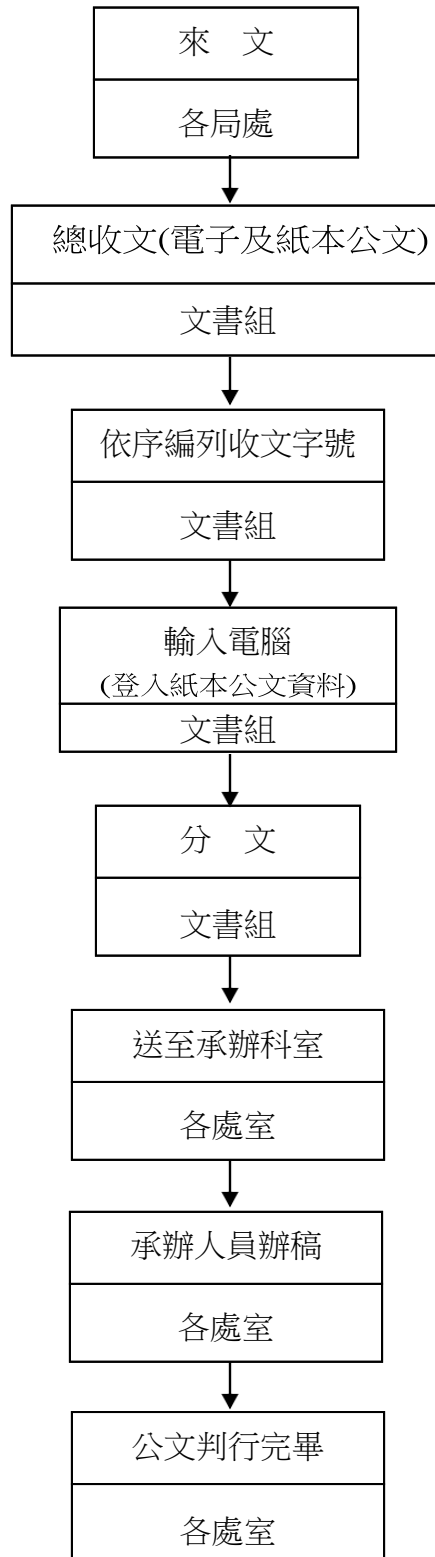 來　文
各局處
總收文(電子及紙本公文)
文書組
依序編列收文字號
文書組
輸入電腦
(登入紙本公文資料)
文書組
分　文
文書組
送至承辦科室
各處室
承辦人員辦稿
各處室
公文判行完畢
各處室